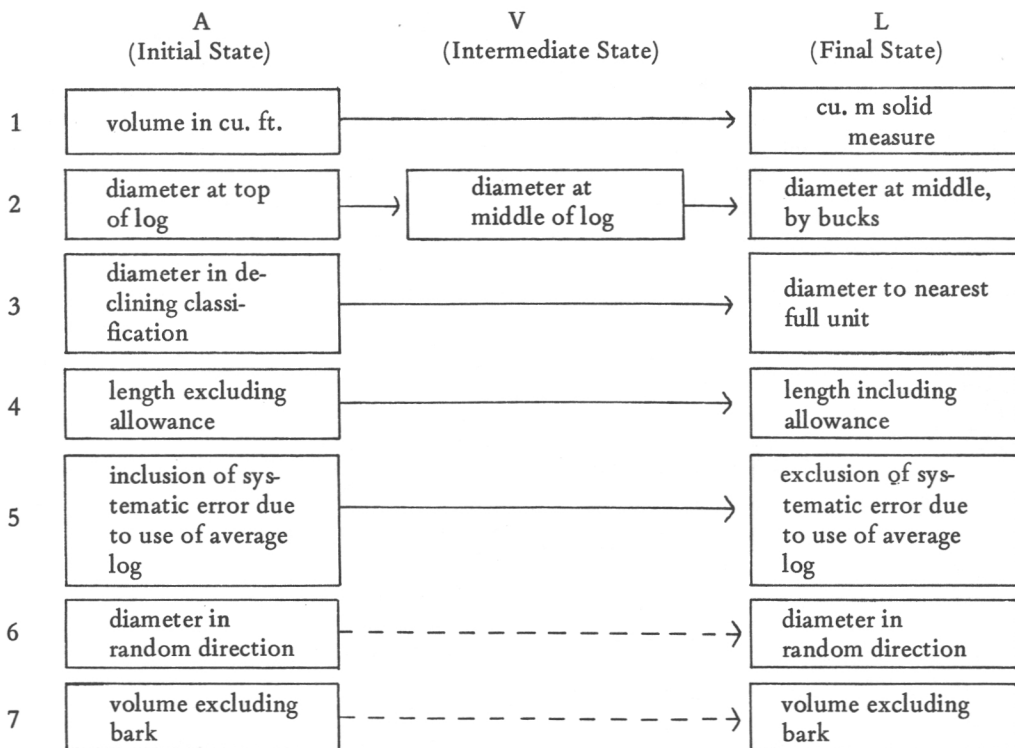 A V L
(Initial State) (Intermediate State) (Final State)
1 volume in cu. ft. cu. m solid
measure
2 diameter at top
of log diameter at
middle of log diameter at middle,
by bucks
3 diameter in de-
clining classi-
fication diameter to nearest
full unit
4 length excluding
allowance length including
allowance
5 inclusion of sys-
tematic error due
to use of average
log exclusion of sys-
tematic error due
to use of average
log
6 diameter in
random direction diameter in
random direction
7 volume excluding
bark volume excluding
bark